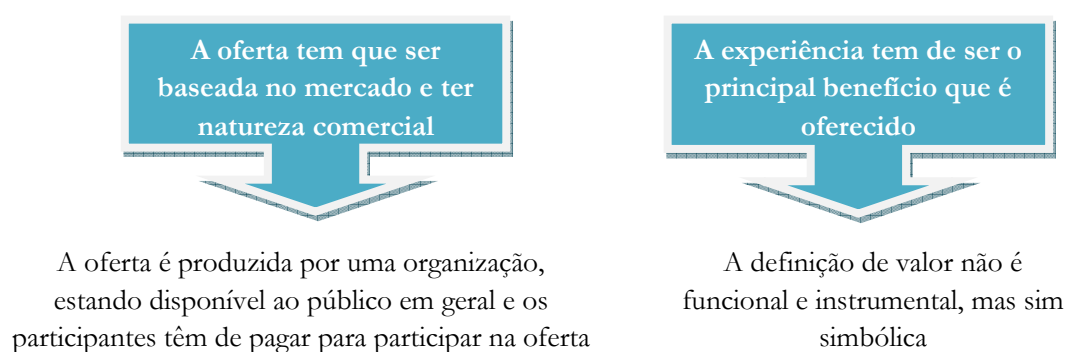 A oferta tem que ser
baseada no mercado e ter
natureza comercial
A oferta é produzida por uma organização,
estando disponível ao público em geral e os
participantes têm de pagar para participar na oferta
A experiência tem de ser o
principal benefício que é
oferecido
A definição de valor não é
funcional e instrumental, mas sim
simbólica